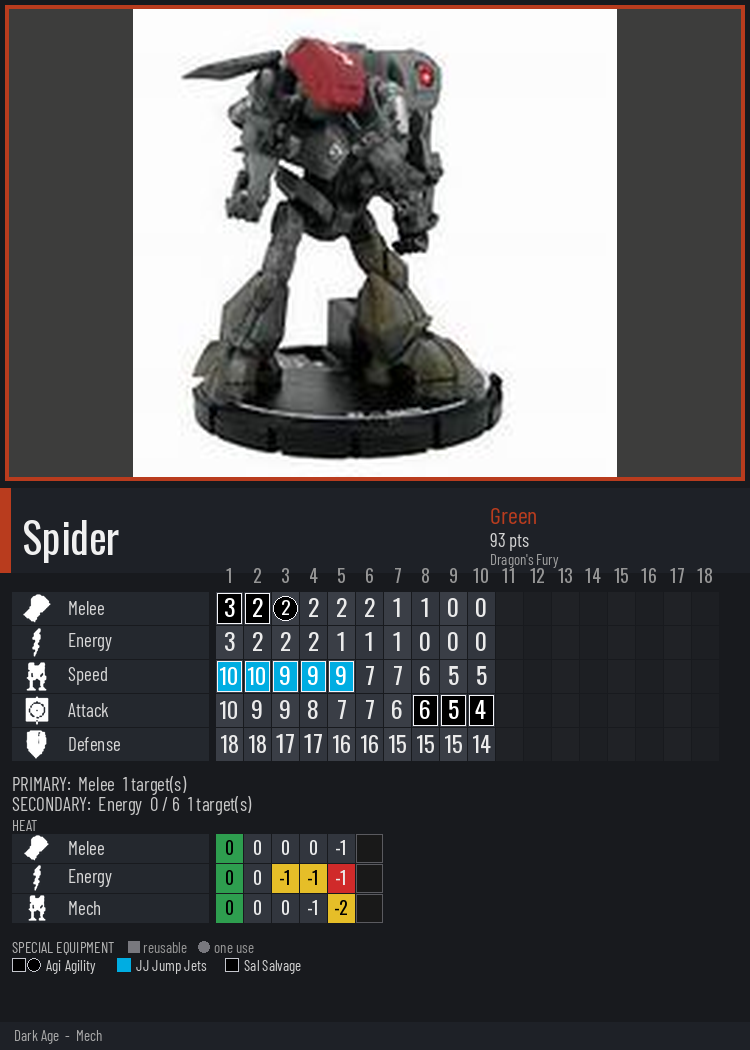 Spider
Green
93 pts
Dragon's Fury
1 2 3 4 5 6 7 8 9 10 11 12 13 14 15 16 17 18
Melee 3 2 2 2 2 2 1 1 0 0
Energy 3 2 2 2 1 1 1 0 0 0
Speed 10 10 9 9 9 7 7 6 5 5
Attack 10 9 9 8 7 7 6 6 5 4
Defense 18 18 17 17 16 16 15 15 15 14
PRIMARY: Melee 1 target(s)
SECONDARY: Energy 0 / 6 1 target(s)
HEAT
Melee 0 0 0 0 -1
Energy 0 0 -1 -1 -1
Mech 0 0 0 -1 -2
SPECIAL EQUIPMENT reusable one use
Agi Agility JJ Jump Jets Sal Salvage
Dark Age - Mech